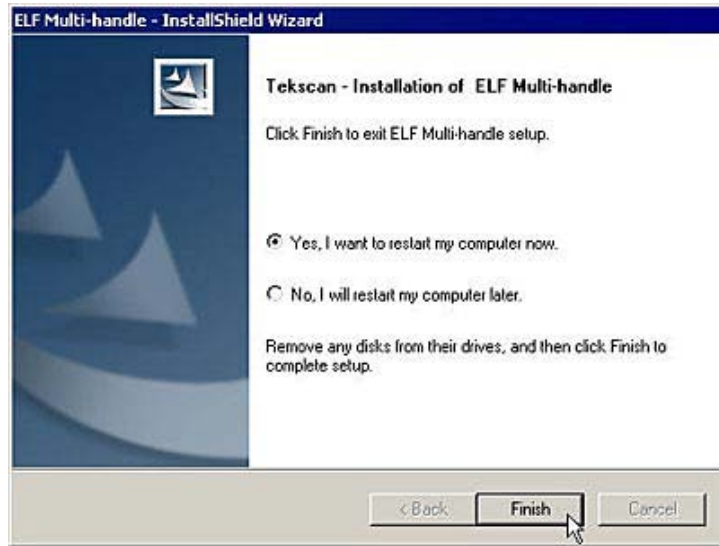 ELF Multi-handle - InstallShield Wizard
Tekscan - Installation of ELF Multi-handle
Click Finish to exit ELF Multi-handle setup.
Yes, I want to restart my computer now.
No, I will restart my computer later.
Remove any disks from their drives, and then click Finish to
complete setup.
< Back
Finish
Cancel